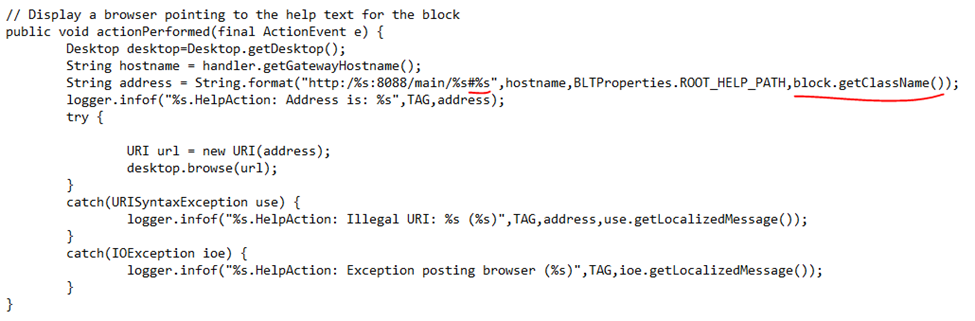 // Display a browser pointing to the help text for the block
public void actionPerformed(final ActionEvent e) {
Desktop desktop=Desktop.getDesktop();
String hostname = handler.getGatewayHostname();
String address = String.format("http:/%s:8088/main/%s#%s",hostname,BLTProperties.ROOT_HELP_PATH,block.getClassName());
logger.infof("%s.HelpAction: Address is: %s",TAG,address);
try {
URI url = new URI(address);
desktop.browse(url);
}
catch(URISyntaxException use) {
logger.infof("%s.HelpAction: Illegal URI: %s (%s)",TAG,address,use.getLocalizedMessage());
}
catch(IOException ioe) {
logger.infof("%s.HelpAction: Exception posting browser (%s)",TAG,ioe.getLocalizedMessage());
}
}